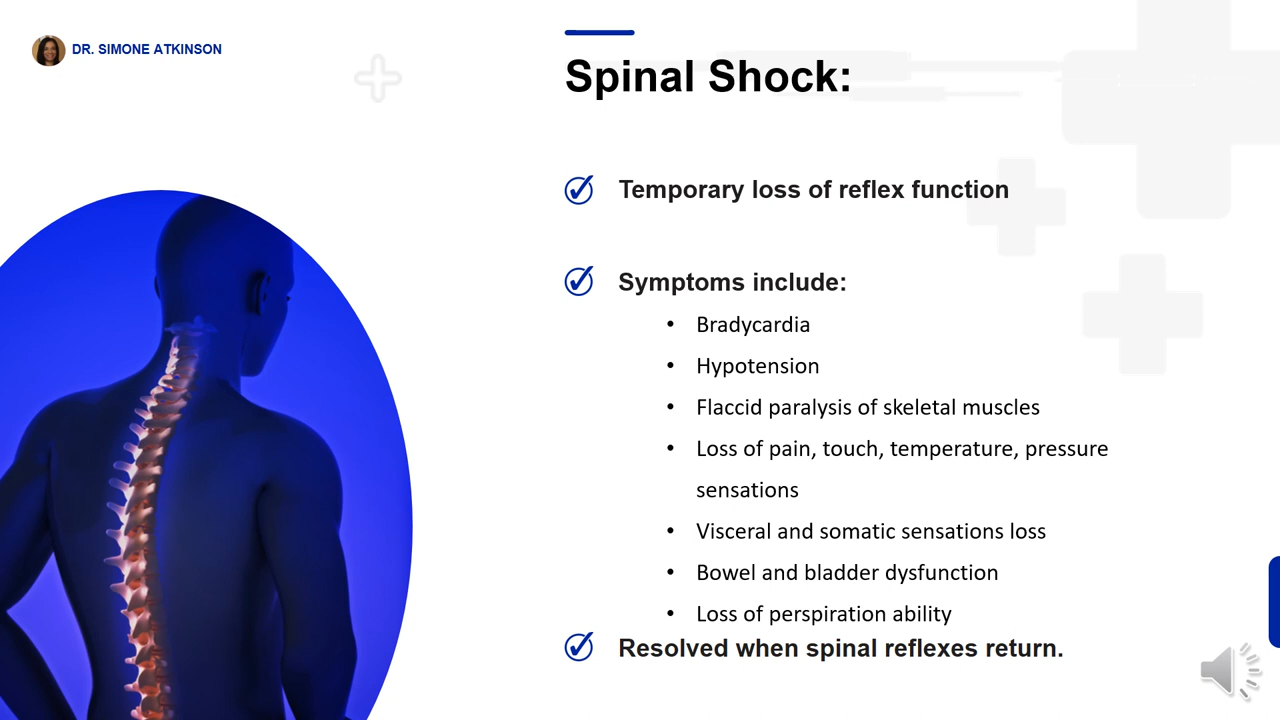 DR. SIMONE ATKINSON
Spinal Shock:
Temporary loss of reflex function
Symptoms include:
• Bradycardia
• Hypotension
• Flaccid paralysis of skeletal muscles
• Loss of pain, touch, temperature, pressure
sensations
• Visceral and somatic sensations loss
• Bowel and bladder dysfunction
• Loss of perspiration ability
Resolved when spinal reflexes return.